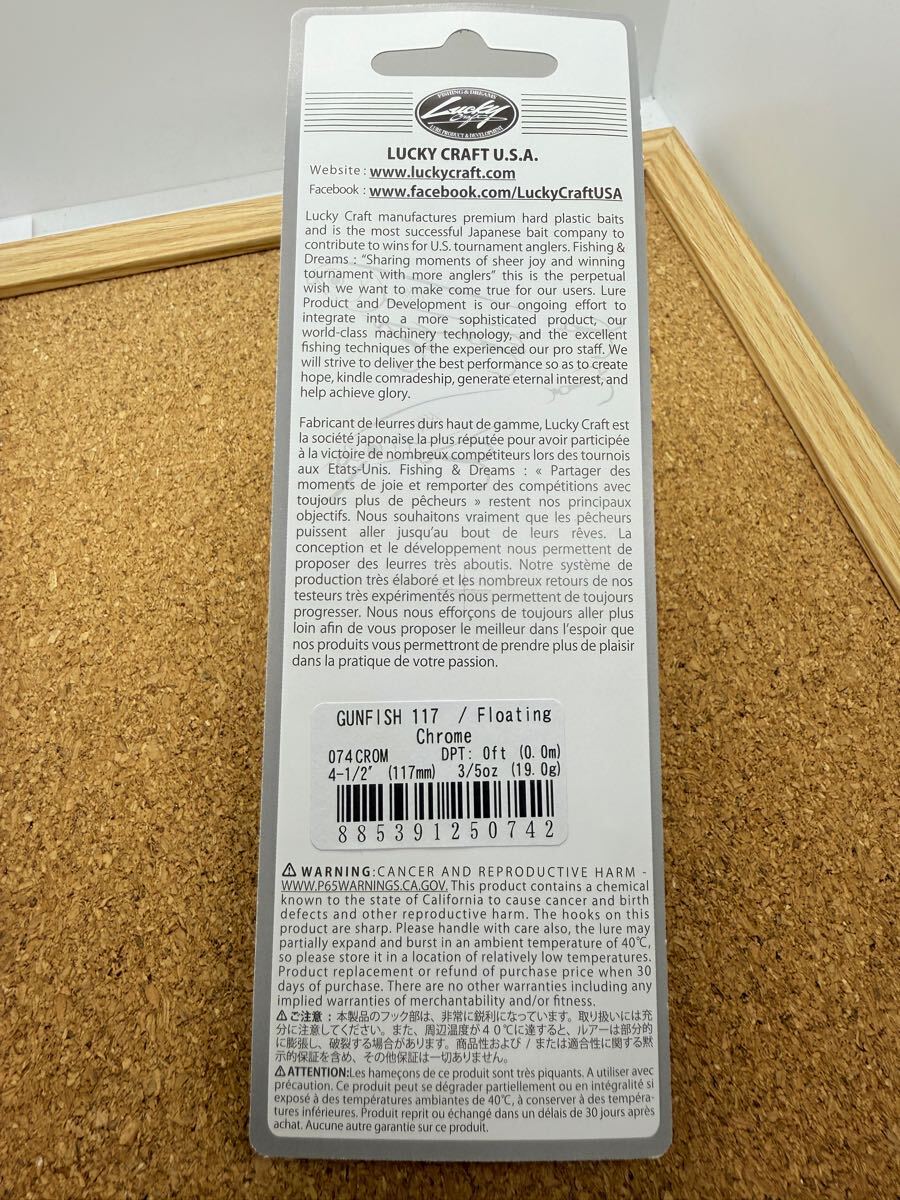 FISHING & DREAMS
Lucky
Craft
LURE PRODUCT & DEVELOPMENT
LUCKY CRAFT U.S.A.
Website : www.luckycraft.com
Facebook : www.facebook.com/LuckyCraftUSA
Lucky Craft manufactures premium hard plastic baits
and is the most successful Japanese bait company to
contribute to wins for U.S. tournament anglers. Fishing &
Dreams : "Sharing moments of sheer joy and winning
tournament with more anglers" this is the perpetual
wish we want to make come true for our users. Lure
Product and Development is our ongoing effort to
integrate into a more sophisticated product, our
world-class machinery technology, and the excellent
fishing techniques of the experienced our pro staff. We
will strive to deliver the best performance so as to create
hope, kindle comradeship, generate eternal interest, and
help achieve glory.
Fabricant de leurres durs haut de gamme, Lucky Craft est
la société japonaise la plus réputée pour avoir participée
à la victoire de nombreux compétiteurs lors des tournois
aux Etats-Unis. Fishing & Dreams : « Partager des
moments de joie et remporter des compétitions avec
toujours plus de pêcheurs » restent nos principaux
objectifs. Nous souhaitons vraiment que les pêcheurs
puissent aller jusqu'au bout de leurs rêves. La
conception et le développement nous permettent de
proposer des leurres très aboutis. Notre système de
production très élaboré et les nombreux retours de nos
testeurs très expérimentés nous permettent de toujours
progresser. Nous nous efforçons de toujours aller plus
loin afin de vous proposer le meilleur dans l'espoir que
nos produits vous permettront de prendre plus de plaisir
dans la pratique de votre passion.
GUNFISH 117 / Floating
Chrome
074CROM DPT: 0ft (0.0m)
4-1/2" (117mm) 3/5oz (19.0g)
885391250742
⚠WARNING:CANCER AND REPRODUCTIVE HARM -
WWW.P65WARNINGS.CA.GOV. This product contains a chemical
known to the state of California to cause cancer and birth
defects and other reproductive harm. The hooks on this
product are sharp. Please handle with care also, the lure may
partially expand and burst in an ambient temperature of 40℃,
so please store it in a location of relatively low temperatures.
Product replacement or refund of purchase price when 30
days of purchase. There are no other warranties including any
implied warranties of merchantability and/or fitness.
⚠ご注意：本製品のフック部は、非常に鋭利になっています。取り扱いには充
分に注意してください。また、周辺温度が４０℃に達すると、ルアーは部分的
に膨張し、破裂する場合があります。商品性および / または適合性に関する黙
示的保証を含め、その他保証は一切ありません。
⚠ATTENTION:Les hameçons de ce produit sont très piquants. A utiliser avec
précaution. Ce produit peut se dégrader partiellement ou en intégralité si
exposé à des températures ambiantes de 40℃, à conserver à des tempéra-
tures inférieures. Produit reprit ou échangé dans un délais de 30 jours après
achat. Aucune autre garantie sur ce produit.